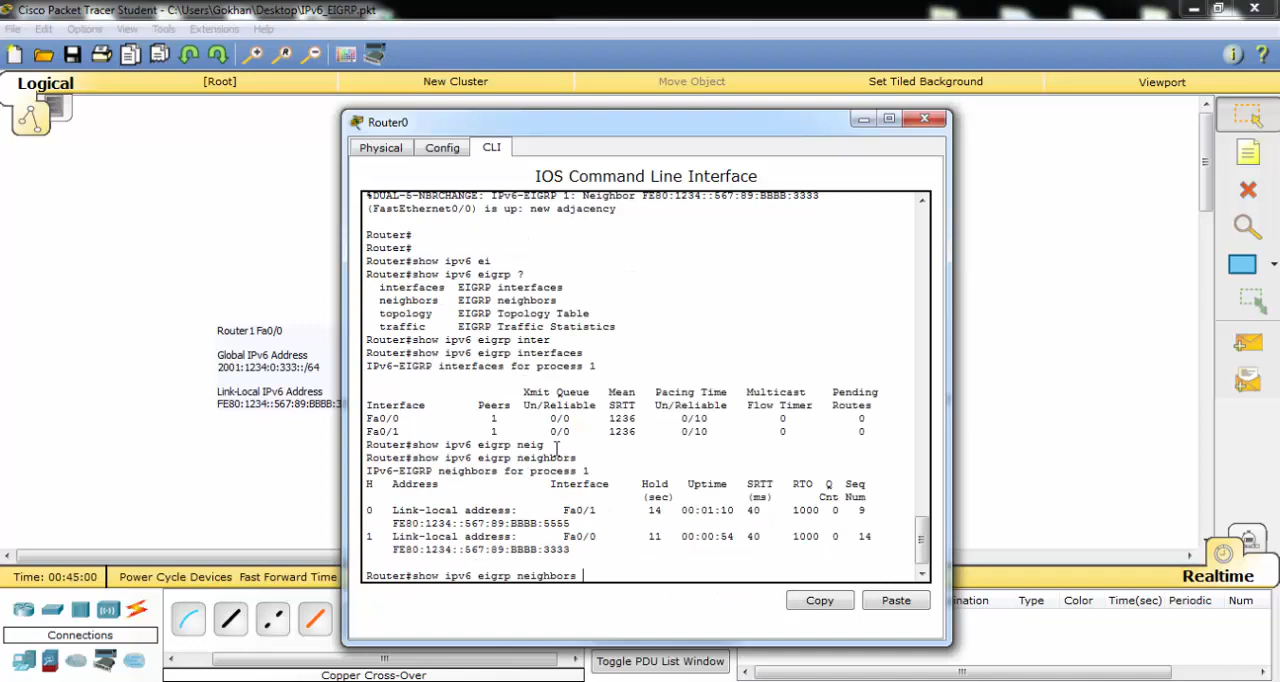 Cisco Packet Tracer Student - C:\Users\Gokhan\Desktop\IPv6_EIGRP.pkt
File Edit Options View Tools Extensions Help
Logical [Root] New Cluster Move Object Set Tiled Background Viewport
Router0
Physical Config CLI
IOS Command Line Interface
%DUAL-5-NBRCHANGE: IPv6-EIGRP 1: Neighbor FE80:1234::567:89:BBBB:3333
(FastEthernet0/0) is up: new adjacency
Router#
Router#
Router#show ipv6 ei
Router#show ipv6 eigrp ?
interfaces EIGRP interfaces
neighbors EIGRP neighbors
topology EIGRP Topology Table
traffic EIGRP Traffic Statistics
Router#show ipv6 eigrp inter
Router#show ipv6 eigrp interfaces
IPv6-EIGRP interfaces for process 1
Xmit Queue Mean Pacing Time Multicast Pending
Interface Peers Un/Reliable SRTT Un/Reliable Flow Timer Routes
Fa0/0 1 0/0 1236 0/10 0 0
Fa0/1 1 0/0 1236 0/10 0 0
Router#show ipv6 eigrp neig
Router#show ipv6 eigrp neighbors
IPv6-EIGRP neighbors for process 1
H Address Interface Hold Uptime SRTT RTO Q Seq
(sec) (ms) Cnt Num
0 Link-local address: Fa0/1 14 00:01:10 40 1000 0 9
FE80:1234::567:89:BBBB:5555
1 Link-local address: Fa0/0 11 00:00:54 40 1000 0 14
FE80:1234::567:89:BBBB:3333
Router#show ipv6 eigrp neighbors
Copy Paste
Router1 Fa0/0
Global IPv6 Address
2001:1234:0:333::/64
Link-Local IPv6 Address
FE80:1234::567:89:BBBB:3
Time: 00:45:00 Power Cycle Devices Fast Forward Time
Realtime
Connections
Copper Cross-Over
Toggle PDU List Window
ination Type Color Time(sec) Periodic Num